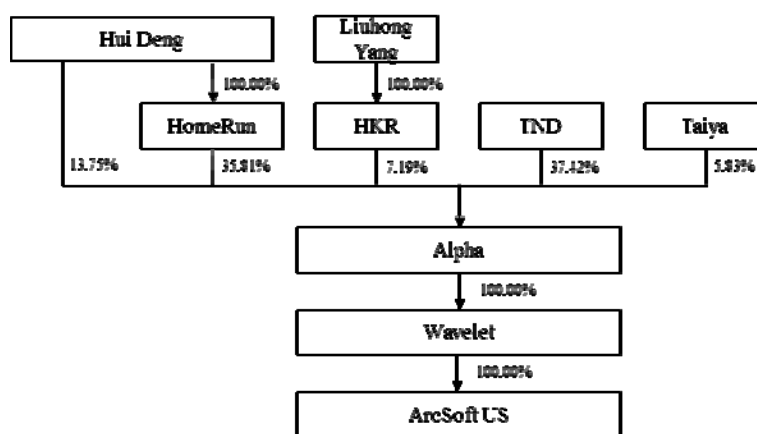 Hui Deng
Liuhong
Yang
100.00%
100.00%
HomeRun
HKR
TND
Taiya
13.75%
35.81%
7.19%
37.42%
5.83%
Alpha
100.00%
Wavelet
100.00%
ArcSoft US